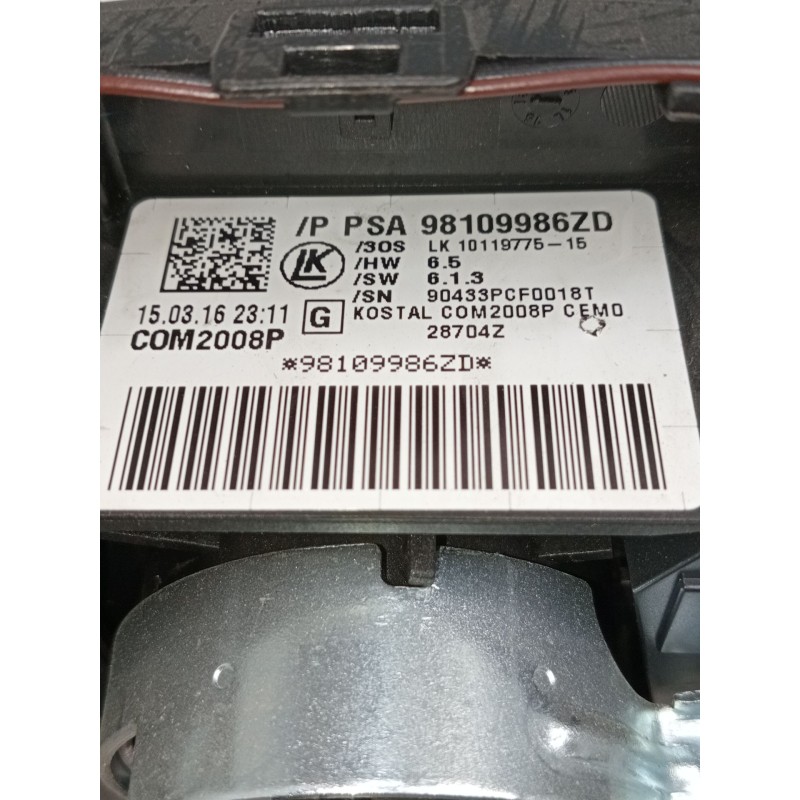 /P PSA 98109986ZD
/3OS LK 10119775-15
/HW 6.5
/SW 6.1.3
/SN 90433PCF0018T
LK
15.03.16 23:11 G KOSTAL COM2008P CEM0
COM2008P 28704Z
*98109986ZD*